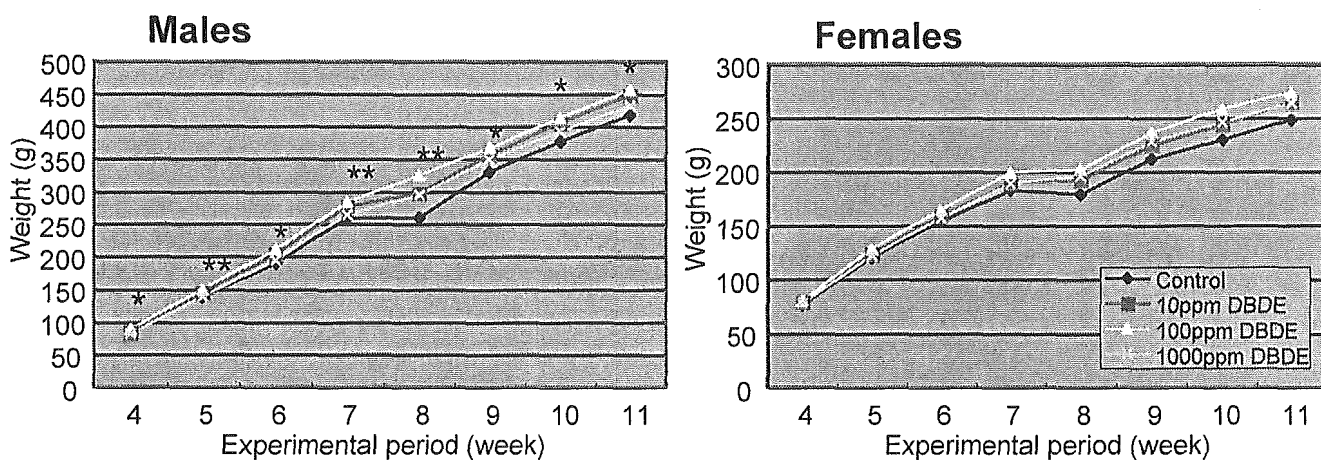 Males
Weight (g)
500
450
400
350
300
250
200
150
100
50
0
*
**
*
**
**
*
*
*
4 5 6 7 8 9 10 11
Experimental period (week)
Females
Weight (g)
300
250
200
150
100
50
0
Control
10ppm DBDE
100ppm DBDE
1000ppm DBDE
4 5 6 7 8 9 10 11
Experimental period (week)